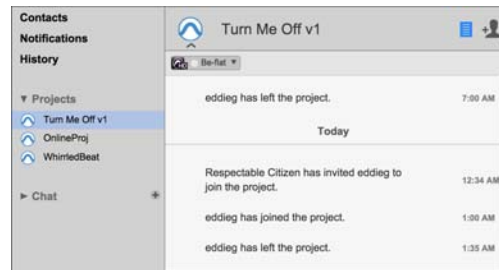 Contacts
Notifications
History
▼ Projects
Turn Me Off v1
OnlineProj
WhirriedBeat
► Chat
Turn Me Off v1
Be-flat ▼
eddieg has left the project. 7:00 AM
Today
Respectable Citizen has invited eddieg to
join the project. 12:34 AM
eddieg has joined the project. 1:00 AM
eddieg has left the project. 1:35 AM